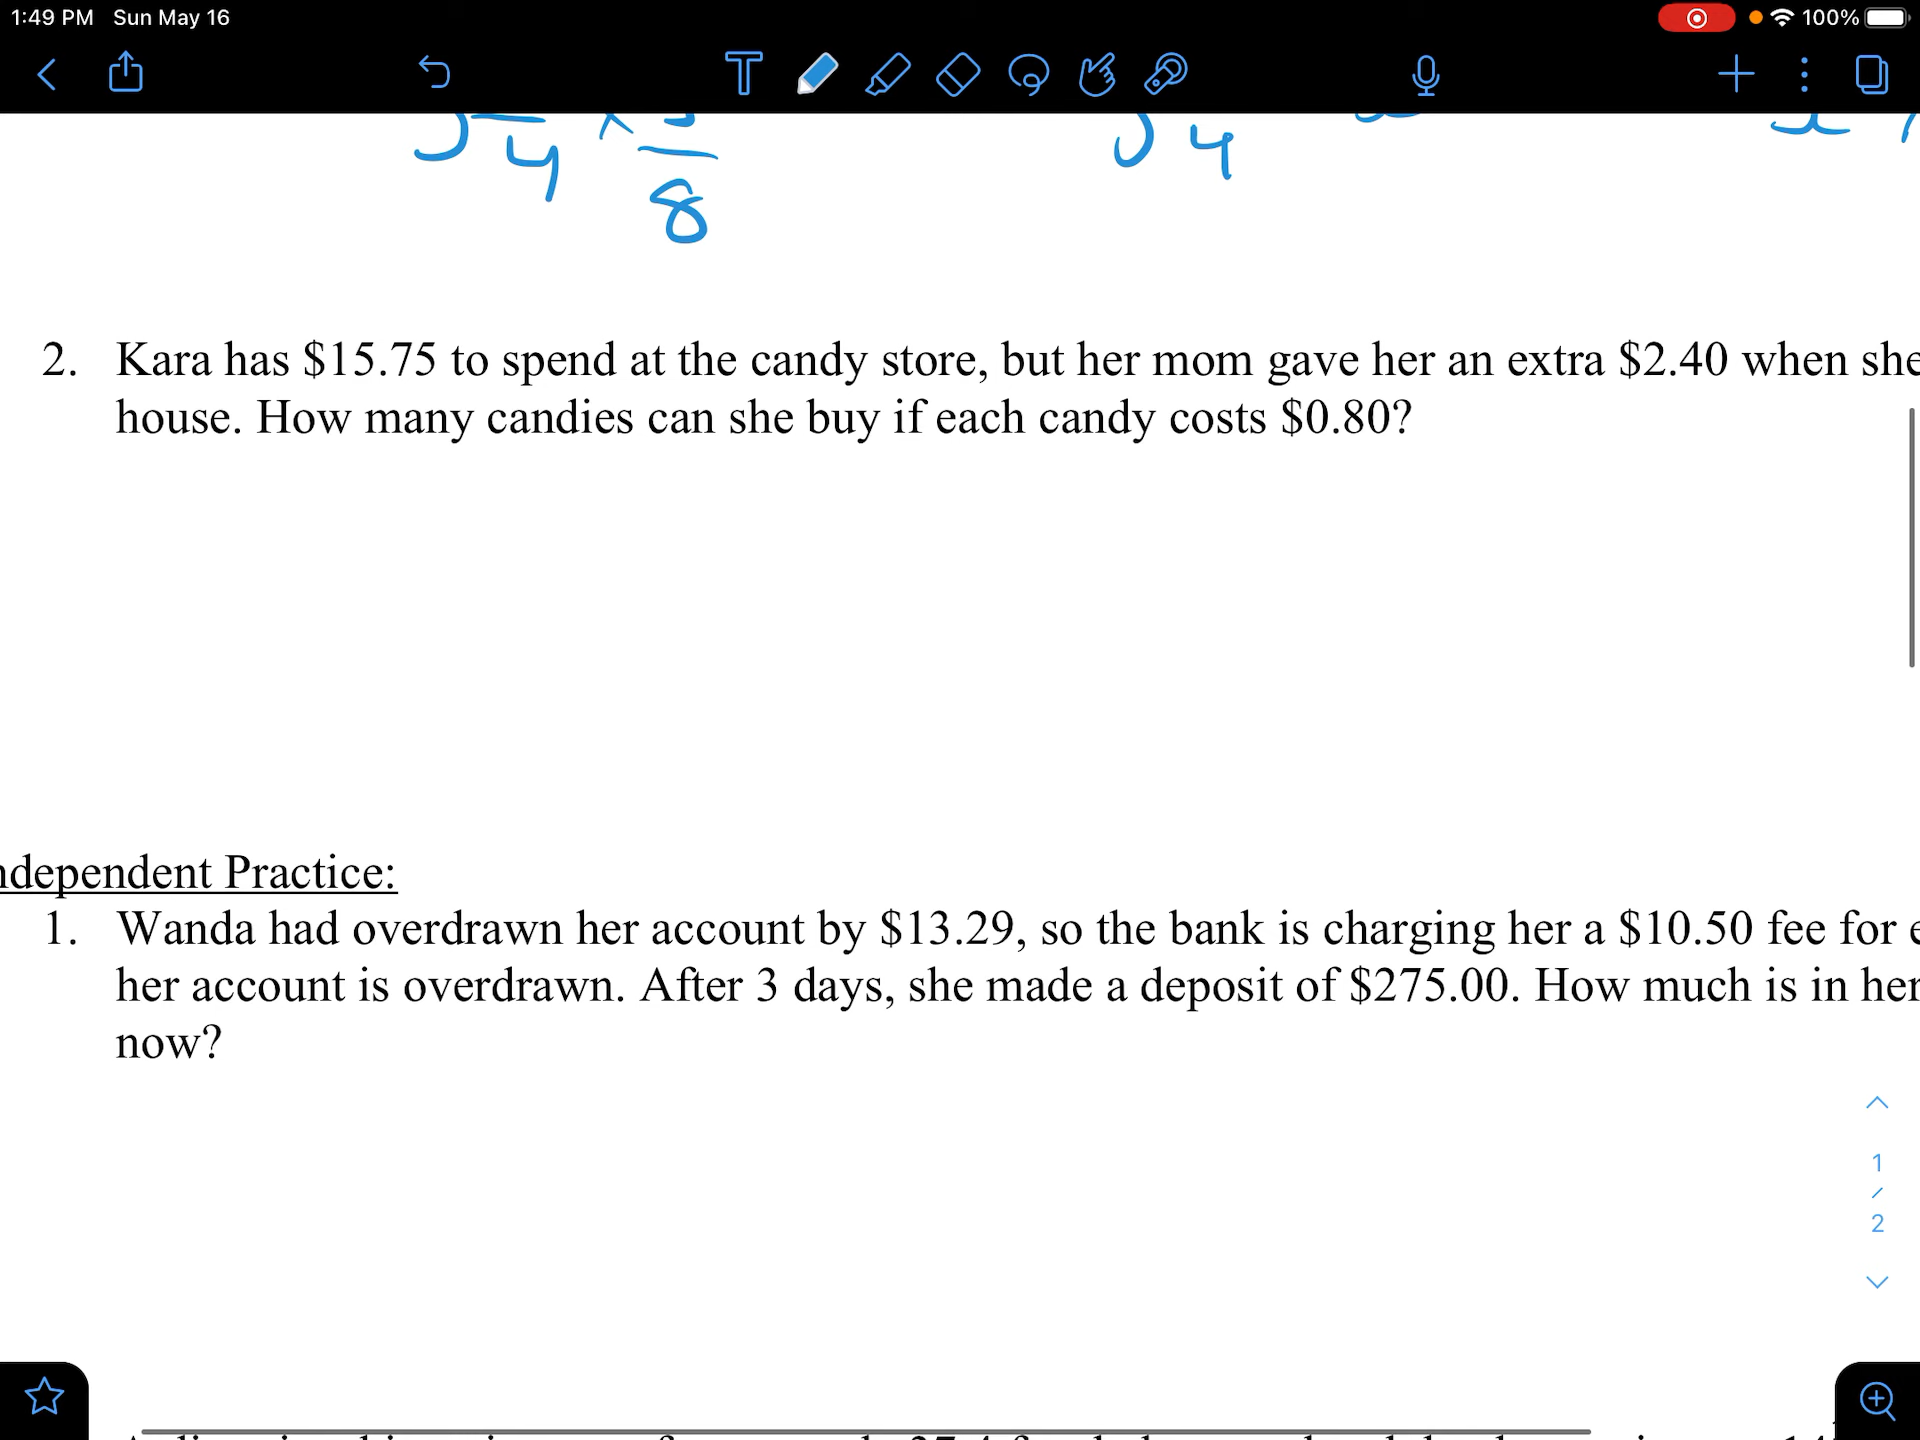 1:49 PM Sun May 16
100%
4 × 8
4
2. Kara has $15.75 to spend at the candy store, but her mom gave her an extra $2.40 when she
house. How many candies can she buy if each candy costs $0.80?
ndependent Practice:
1. Wanda had overdrawn her account by $13.29, so the bank is charging her a $10.50 fee for
her account is overdrawn. After 3 days, she made a deposit of $275.00. How much is in her
now?
1
/
2